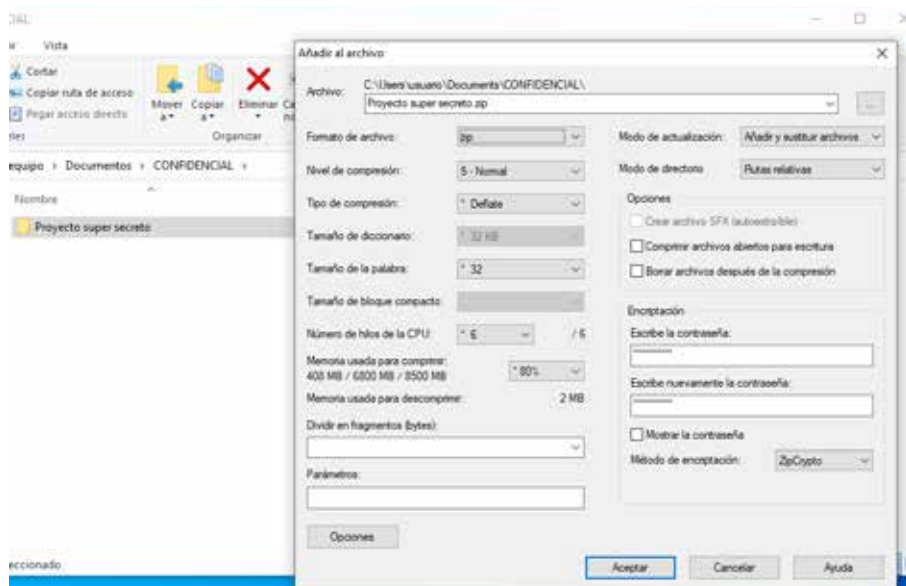 Vista
Cortar
Copiar ruta de acceso
Pegar acceso directo
Mover
a
Copiar
a
Eliminar
Organizar
equipo > Documentos > CONFIDENCIAL >
Nombre
Proyecto super secreto
eccionado
Añadir al archivo
Archivo:
C:\Users\usuario\Documents\CONFIDENCIAL\
Proyecto super secreto.zip
...
Formato de archivo:
zip
Nivel de compresión:
5 - Normal
Tipo de compresión:
* Deflate
Tamaño de diccionario:
* 32 KB
Tamaño de la palabra:
* 32
Tamaño de bloque compacto:
Número de hilos de la CPU:
* 6
/ 6
Memoria usada para comprimir:
408 MB / 6800 MB / 8500 MB
* 80%
Memoria usada para descomprimir:
2 MB
Dividir en fragmentos (bytes):
Parámetros:
Opciones
Modo de actualización:
Añadir y sustituir archivos
Modo de directorio
Rutas relativas
Opciones
Crear archivo SFX (autoextraíble)
Comprimir archivos abiertos para escritura
Borrar archivos después de la compresión
Encriptación
Escribe la contraseña:
Escribe nuevamente la contraseña:
Mostrar la contraseña
Método de encriptación:
ZipCrypto
Aceptar
Cancelar
Ayuda